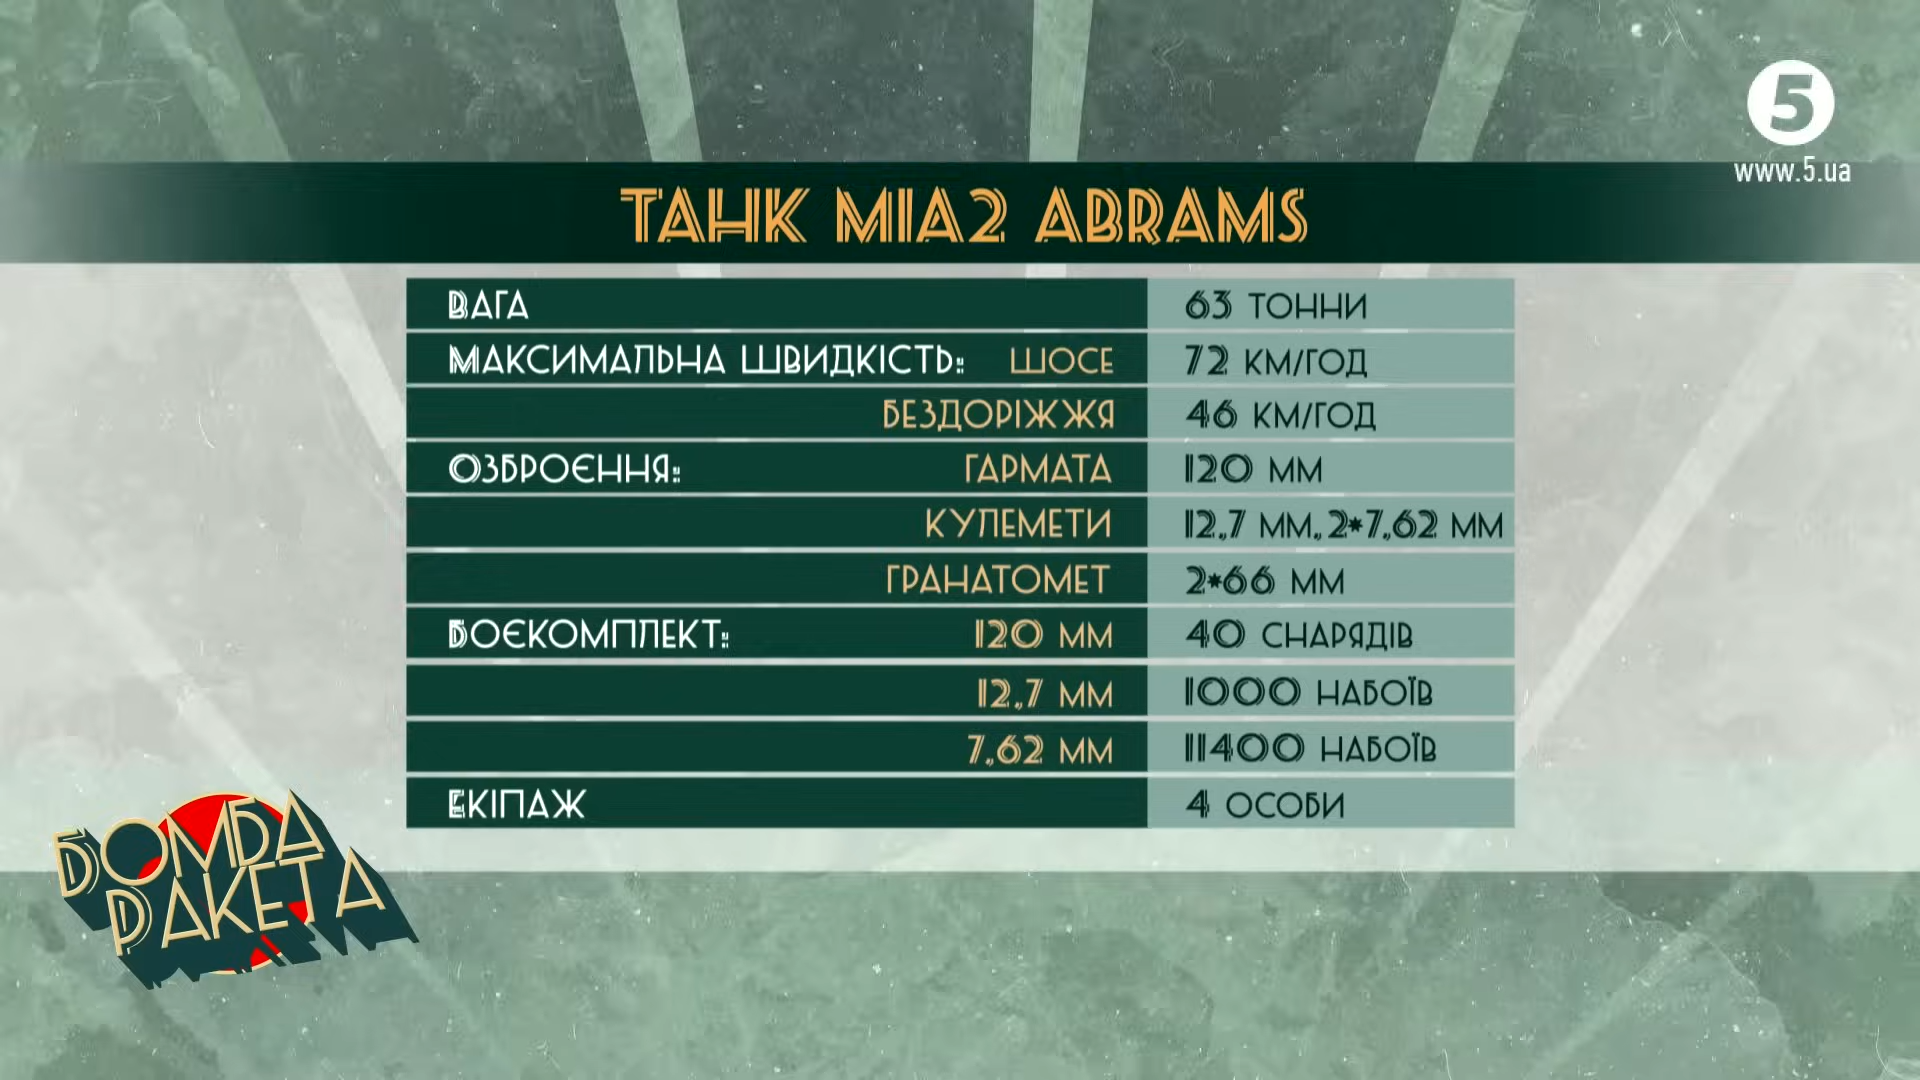 5
www.5.ua
ТАНК M1A2 ABRAMS
ВАГА 63 ТОННИ
МАКСИМАЛЬНА ШВИДКІСТЬ: ШОСЕ 72 КМ/ГОД
БЕЗДОРІЖЖЯ 46 КМ/ГОД
ОЗБРОЄННЯ: ГАРМАТА 120 ММ
КУЛЕМЕТИ 12,7 ММ, 2*7,62 ММ
ГРАНАТОМЕТ 2*66 ММ
БОЄКОМПЛЕКТ: 120 ММ 40 СНАРЯДІВ
12,7 ММ 1000 НАБОЇВ
7,62 ММ 11400 НАБОЇВ
ЕКІПАЖ 4 ОСОБИ
БОМБА
РАКЕТА